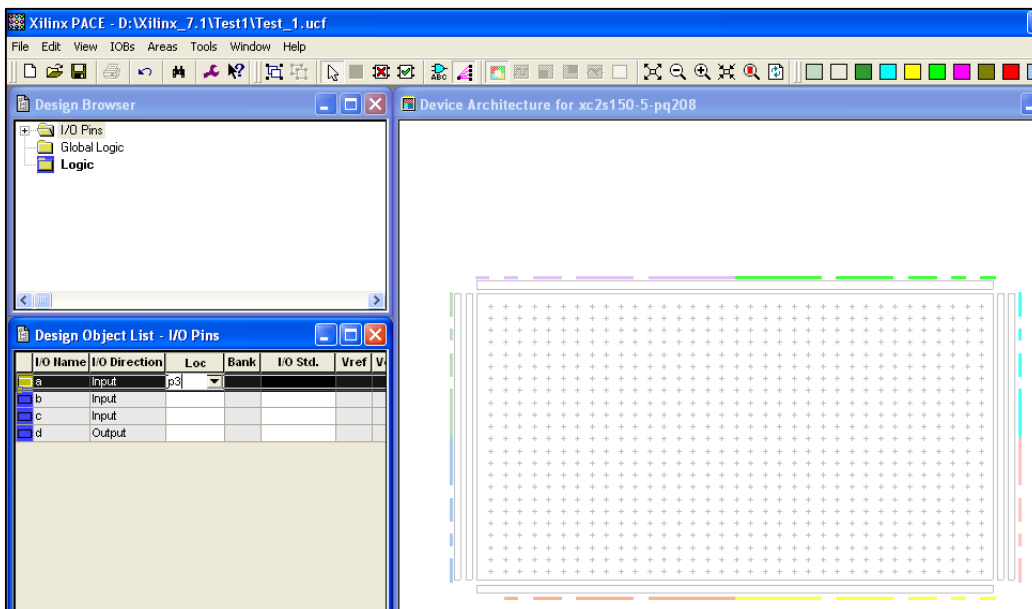 Xilinx PACE - D:\Xilinx_7.1\Test1\Test_1.ucf
File Edit View IOBs Areas Tools Window Help
ABC
Design Browser
I/O Pins
Global Logic
Logic
Device Architecture for xc2s150-5-pq208
Design Object List - I/O Pins
I/O Name I/O Direction Loc Bank I/O Std. Vref
a Input p3
b Input
c Input
d Output